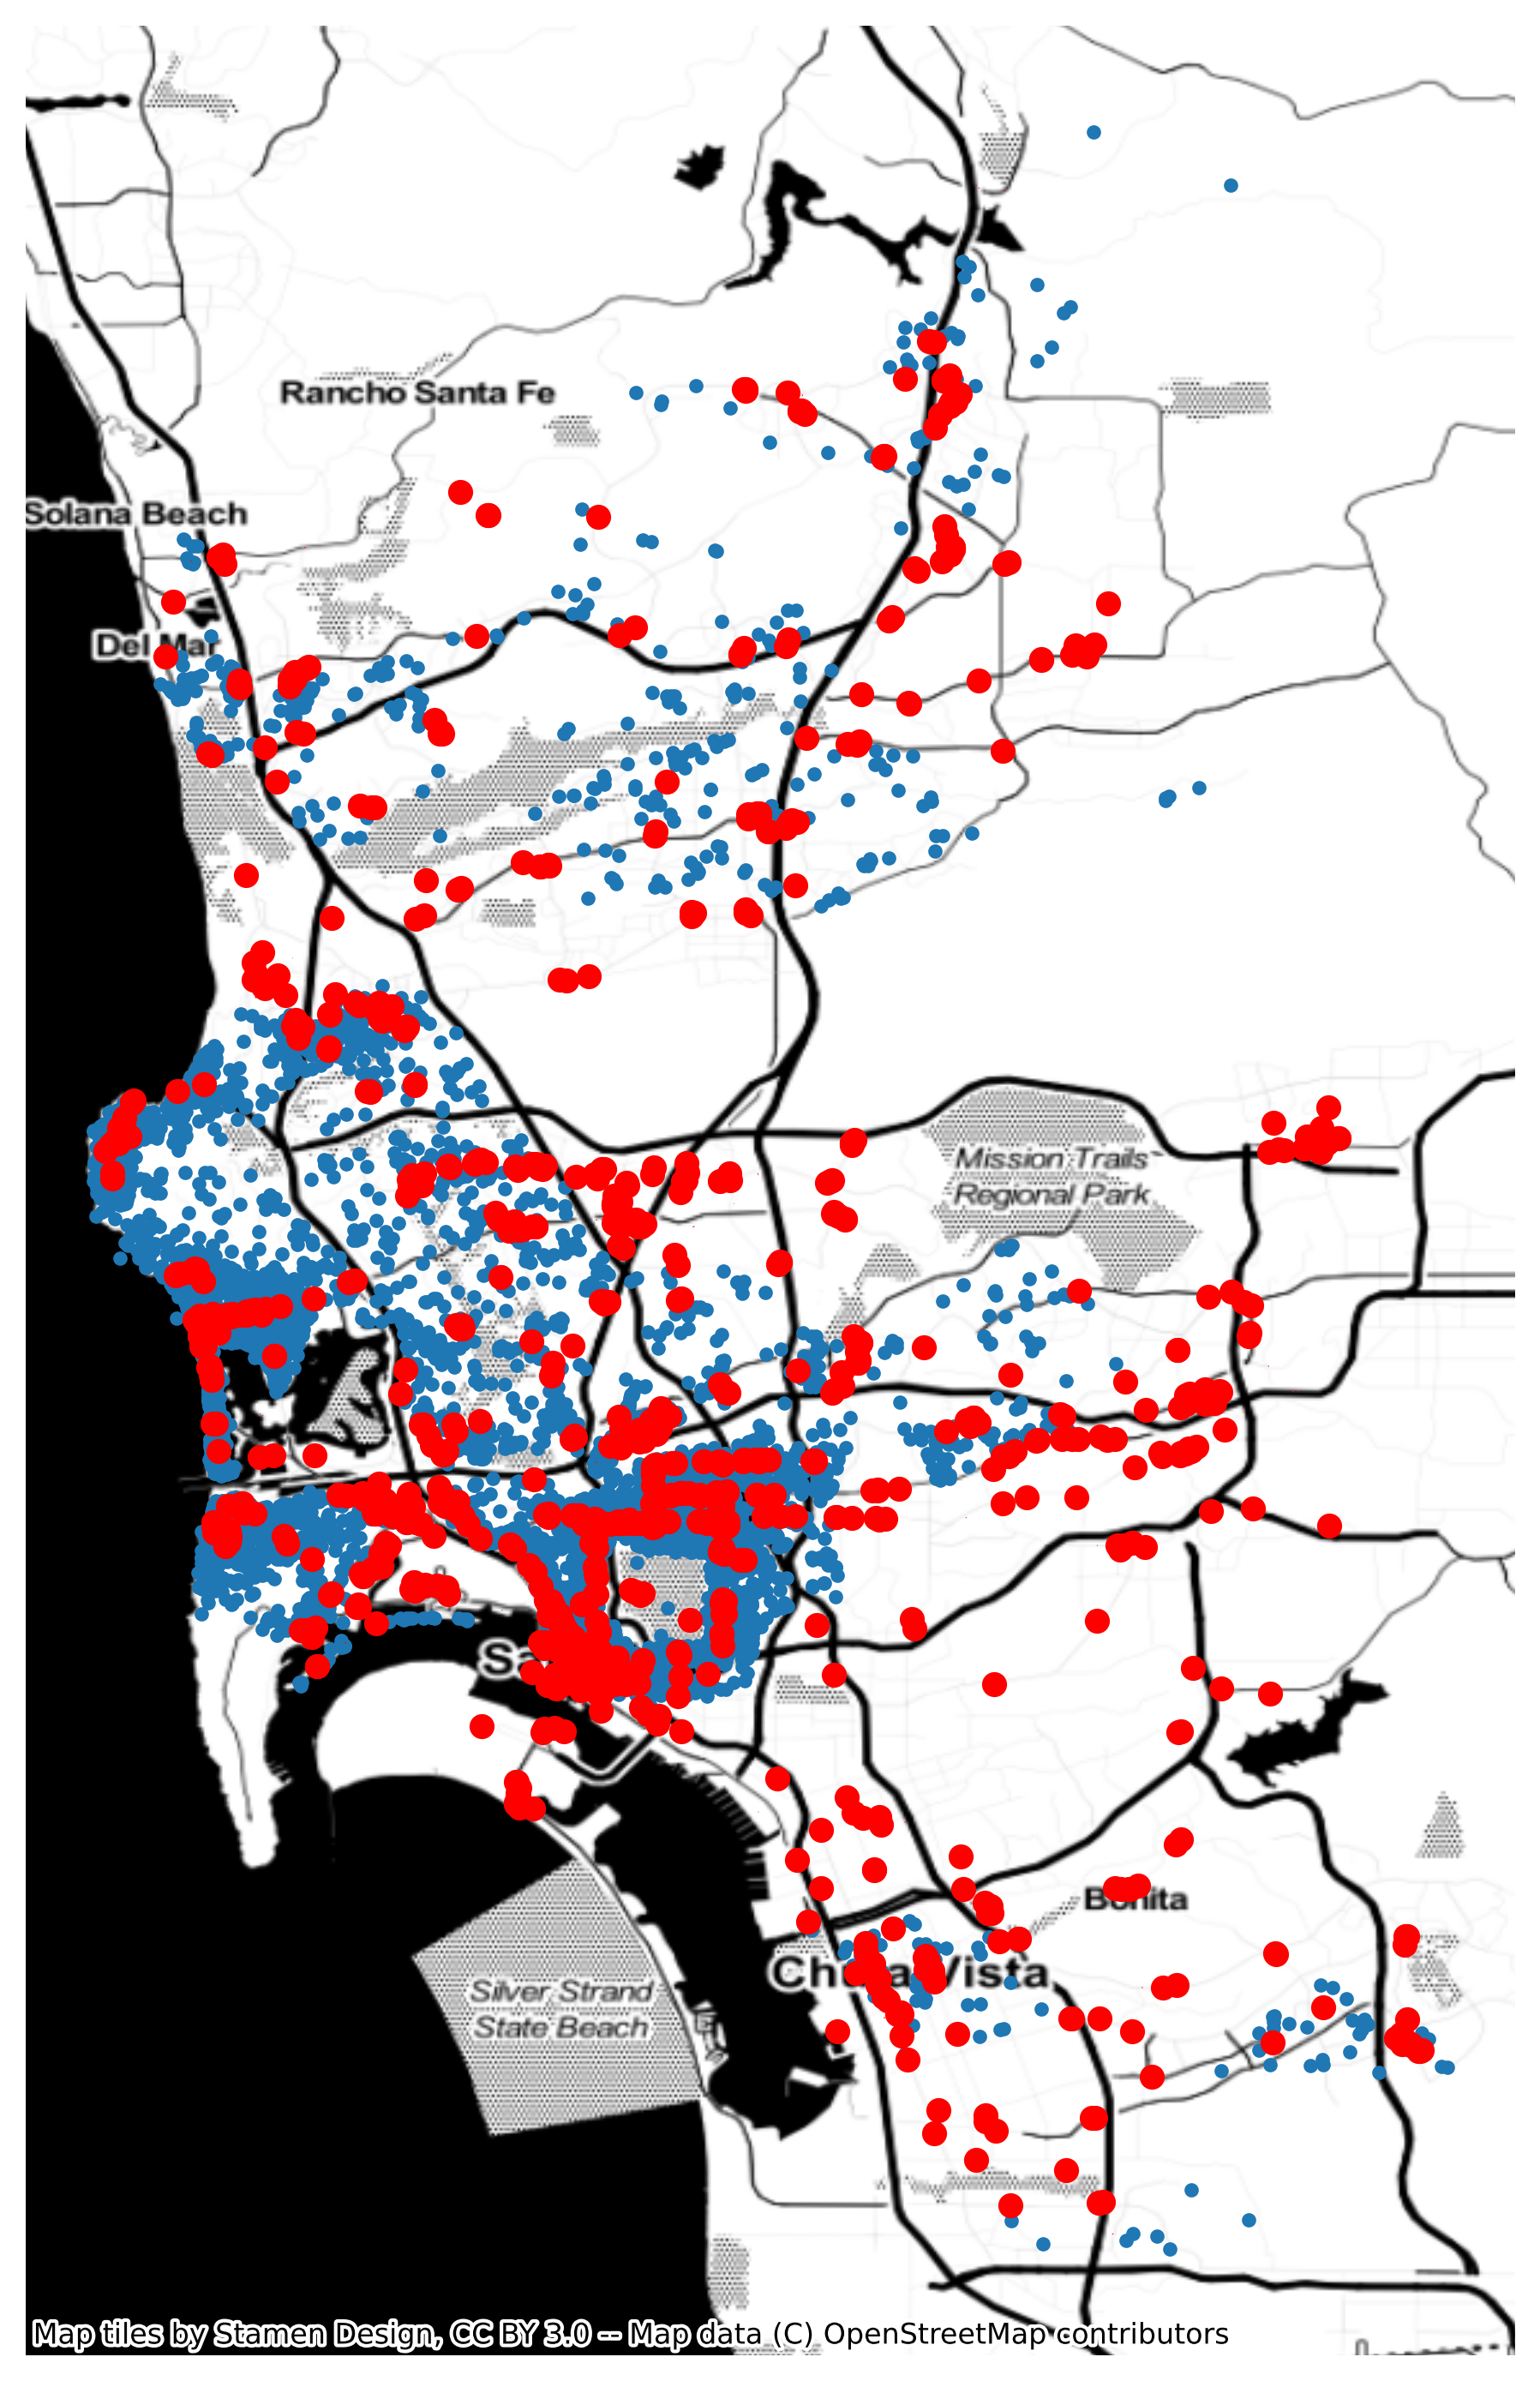 Rancho Santa Fe
Solana Beach
Del Mar
Mission Trails
Regional Park
Sa
Bonita
Chula Vista
Silver Strand
State Beach
Map tiles by Stamen Design, CC BY 3.0 -- Map data (C) OpenStreetMap contributors